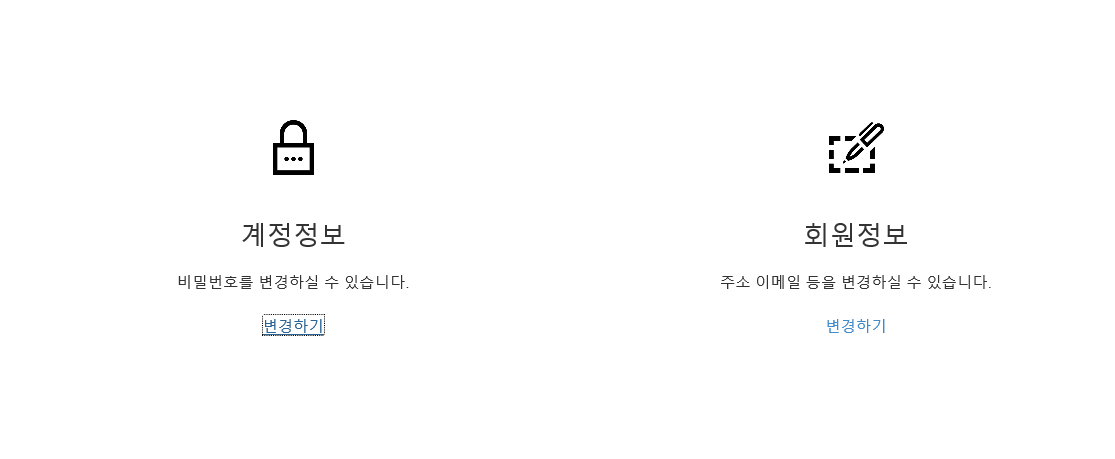 계정정보
비밀번호를 변경하실 수 있습니다.
변경하기
회원정보
주소 이메일 등을 변경하실 수 있습니다.
변경하기